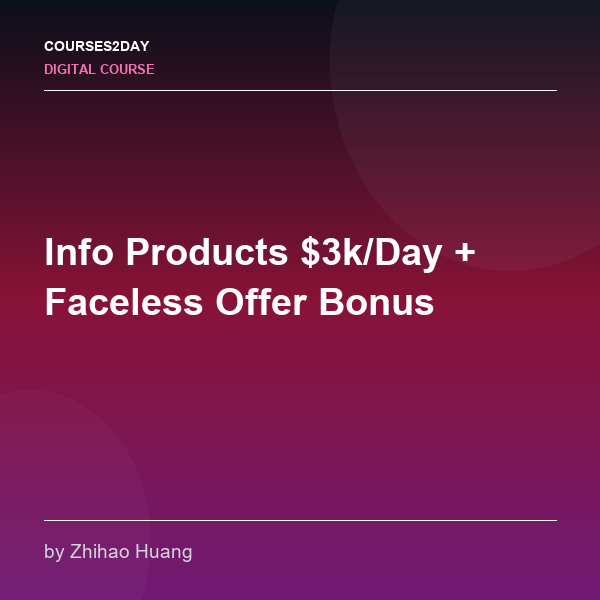 COURSES2DAY
DIGITAL COURSE
Info Products $3k/Day +
Faceless Offer Bonus
by Zhihao Huang